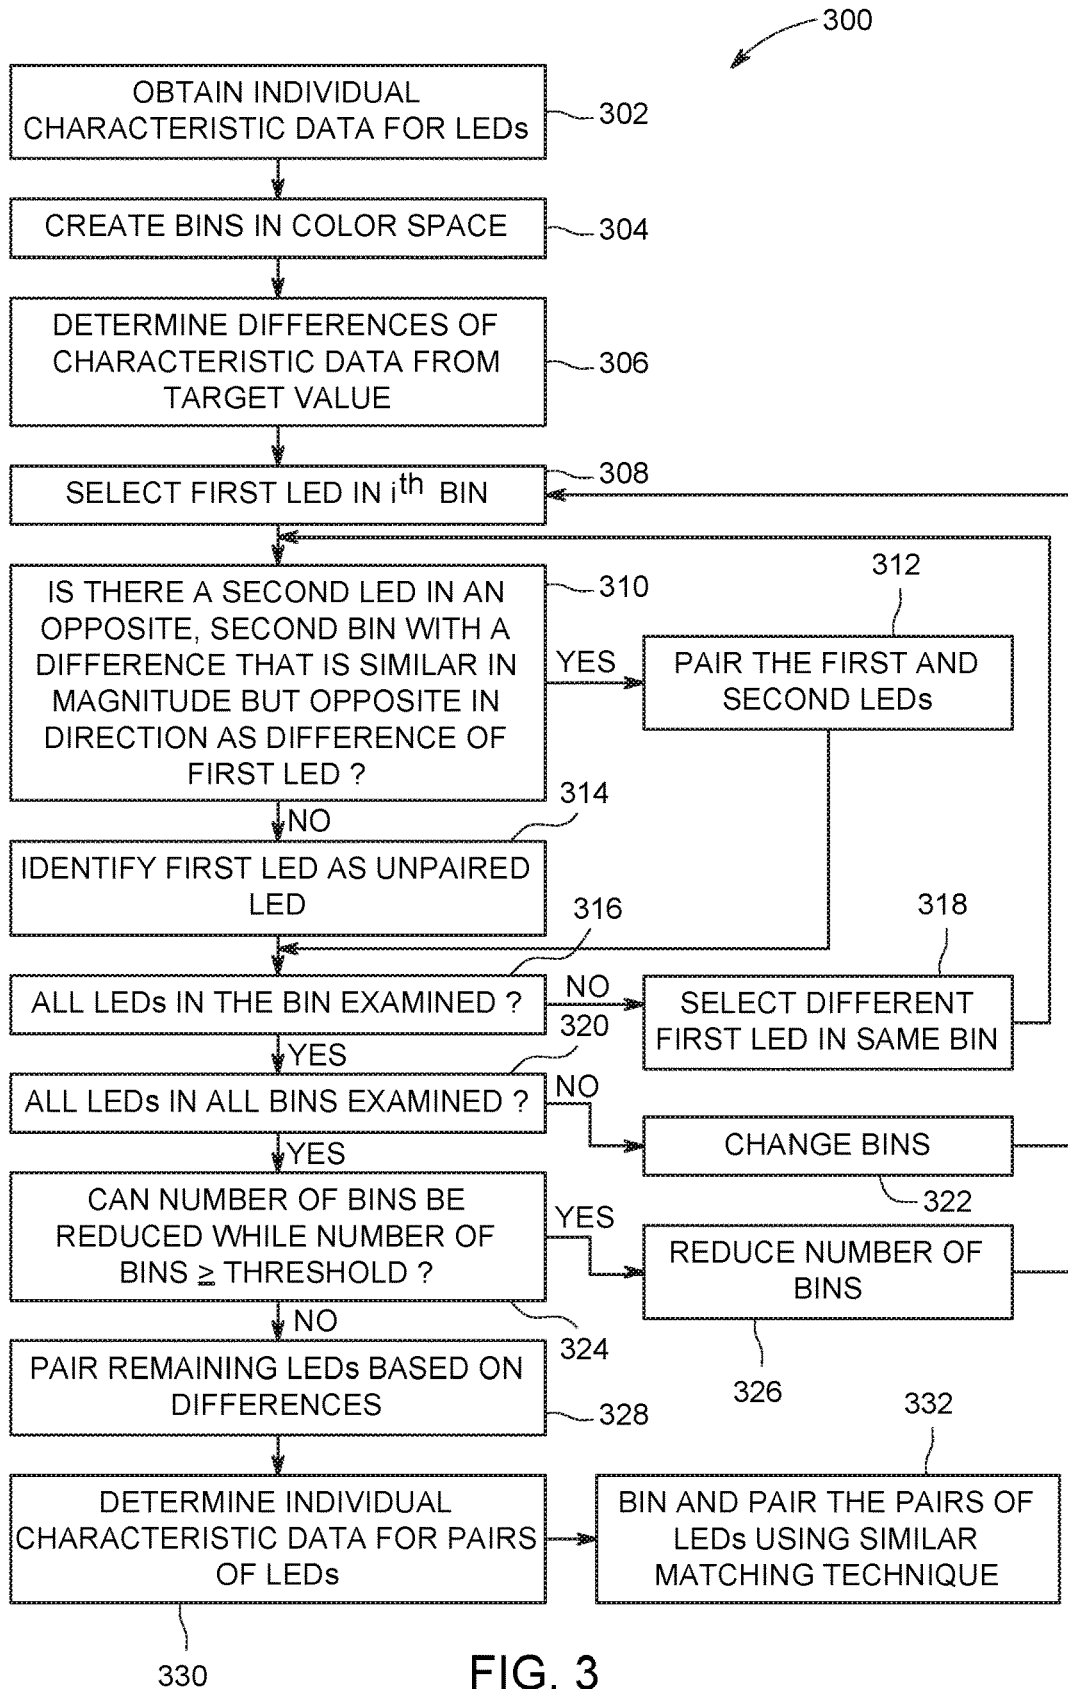 300
OBTAIN INDIVIDUAL
CHARACTERISTIC DATA FOR LEDs
302
CREATE BINS IN COLOR SPACE
304
DETERMINE DIFFERENCES OF
CHARACTERISTIC DATA FROM
TARGET VALUE
306
SELECT FIRST LED IN ith BIN
308
IS THERE A SECOND LED IN AN
OPPOSITE, SECOND BIN WITH A
DIFFERENCE THAT IS SIMILAR IN
MAGNITUDE BUT OPPOSITE IN
DIRECTION AS DIFFERENCE OF
FIRST LED ?
310
YES
312
PAIR THE FIRST AND
SECOND LEDs
NO
314
IDENTIFY FIRST LED AS UNPAIRED
LED
316
ALL LEDs IN THE BIN EXAMINED ?
NO
318
SELECT DIFFERENT
FIRST LED IN SAME BIN
YES
320
ALL LEDs IN ALL BINS EXAMINED ?
NO
CHANGE BINS
322
YES
CAN NUMBER OF BINS BE
REDUCED WHILE NUMBER OF
BINS ≥ THRESHOLD ?
324
YES
REDUCE NUMBER OF
BINS
326
NO
PAIR REMAINING LEDs BASED ON
DIFFERENCES
328
DETERMINE INDIVIDUAL
CHARACTERISTIC DATA FOR PAIRS
OF LEDs
330
332
BIN AND PAIR THE PAIRS OF
LEDs USING SIMILAR
MATCHING TECHNIQUE
FIG. 3